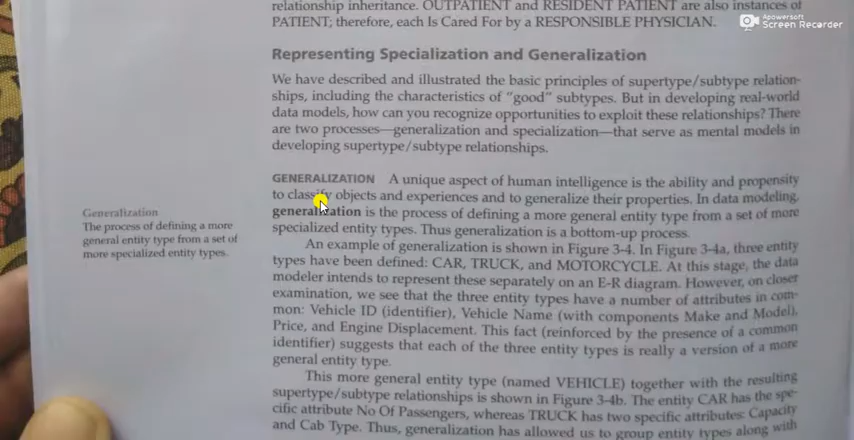 relationship inheritance. OUTPATIENT and RESIDENT PATIENT are also instances of
PATIENT; therefore, each Is Cared For by a RESPONSIBLE PHYSICIAN.
Apowersoft
Screen Recorder
Representing Specialization and Generalization
We have described and illustrated the basic principles of supertype/subtype relation-
ships, including the characteristics of “good” subtypes. But in developing real-world
data models, how can you recognize opportunities to exploit these relationships? There
are two processes—generalization and specialization—that serve as mental models in
developing supertype/subtype relationships.
GENERALIZATION A unique aspect of human intelligence is the ability and propensity
to classify objects and experiences and to generalize their properties. In data modeling,
generalization is the process of defining a more general entity type from a set of more
specialized entity types. Thus generalization is a bottom-up process.
Generalization
The process of defining a more
general entity type from a set of
more specialized entity types.
An example of generalization is shown in Figure 3-4. In Figure 3-4a, three entity
types have been defined: CAR, TRUCK, and MOTORCYCLE. At this stage, the data
modeler intends to represent these separately on an E-R diagram. However, on closer
examination, we see that the three entity types have a number of attributes in com-
mon: Vehicle ID (identifier), Vehicle Name (with components Make and Model),
Price, and Engine Displacement. This fact (reinforced by the presence of a common
identifier) suggests that each of the three entity types is really a version of a more
general entity type.
This more general entity type (named VEHICLE) together with the resulting
supertype/subtype relationships is shown in Figure 3-4b. The entity CAR has the spe-
cific attribute No Of Passengers, whereas TRUCK has two specific attributes: Capacity
and Cab Type. Thus, generalization has allowed us to group entity types along with